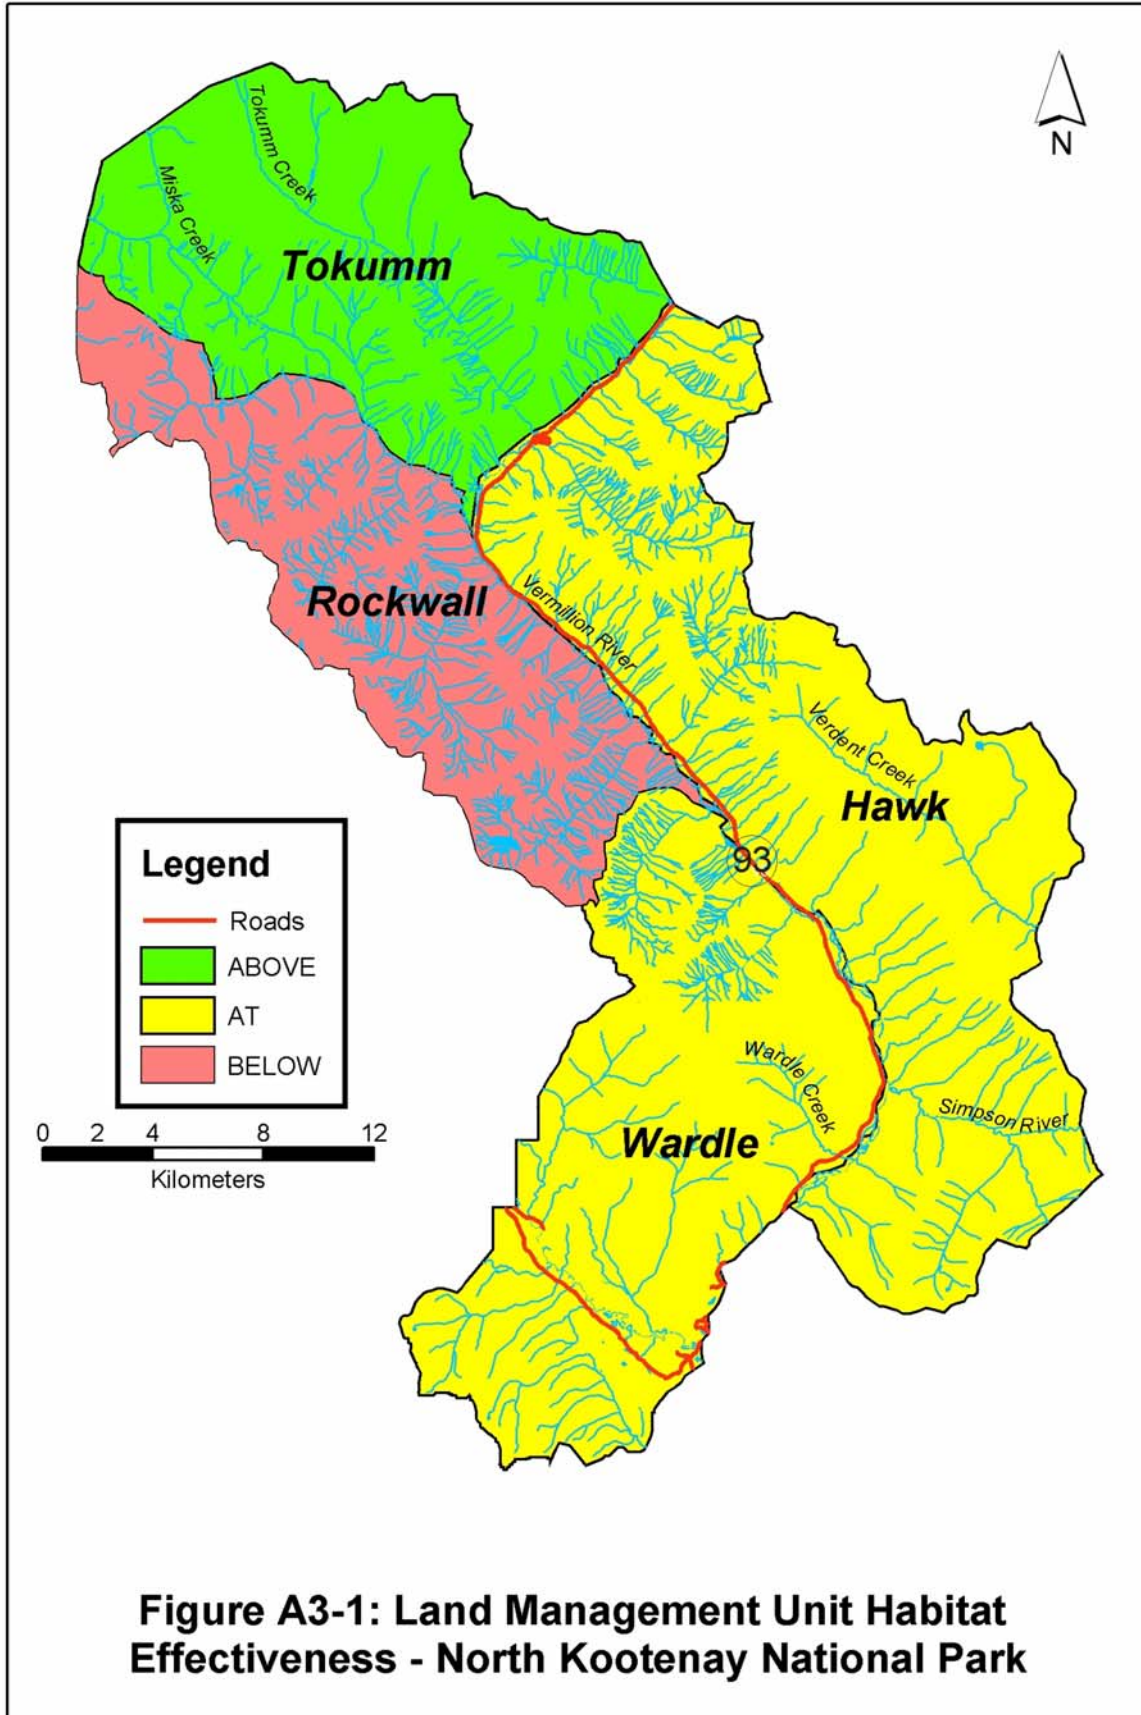 N
Tokumm Creek
Miska Creek
Tokumm
Rockwall
Vermillion River
Verdent Creek
Hawk
93
Legend
Roads
ABOVE
AT
BELOW
0 2 4 8 12
Kilometers
Wardle Creek
Simpson River
Wardle
Figure A3-1: Land Management Unit Habitat
Effectiveness - North Kootenay National Park